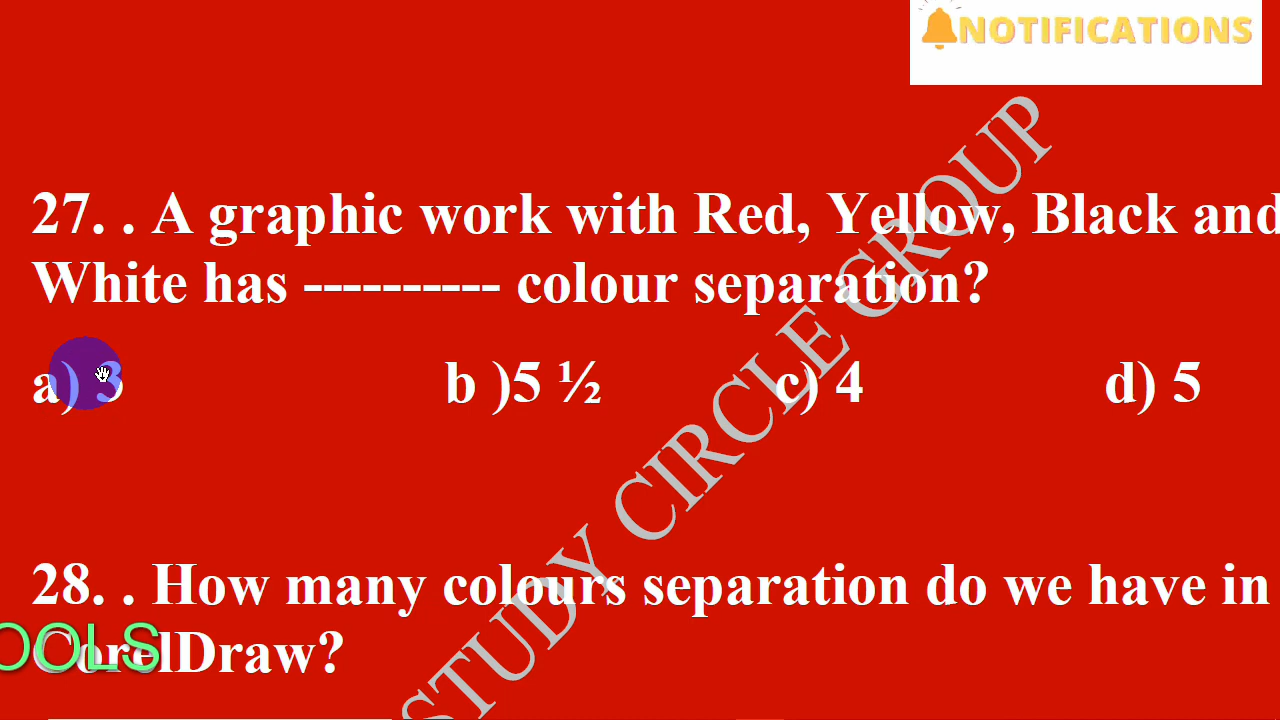 NOTIFICATIONS
27. . A graphic work with Red, Yellow, Black and
White has ---------- colour separation?
a) 3 b )5 ½ c) 4 d) 5
28. . How many colours separation do we have in
CorelDraw?
OOLS
STUDY CIRCLE GROUP